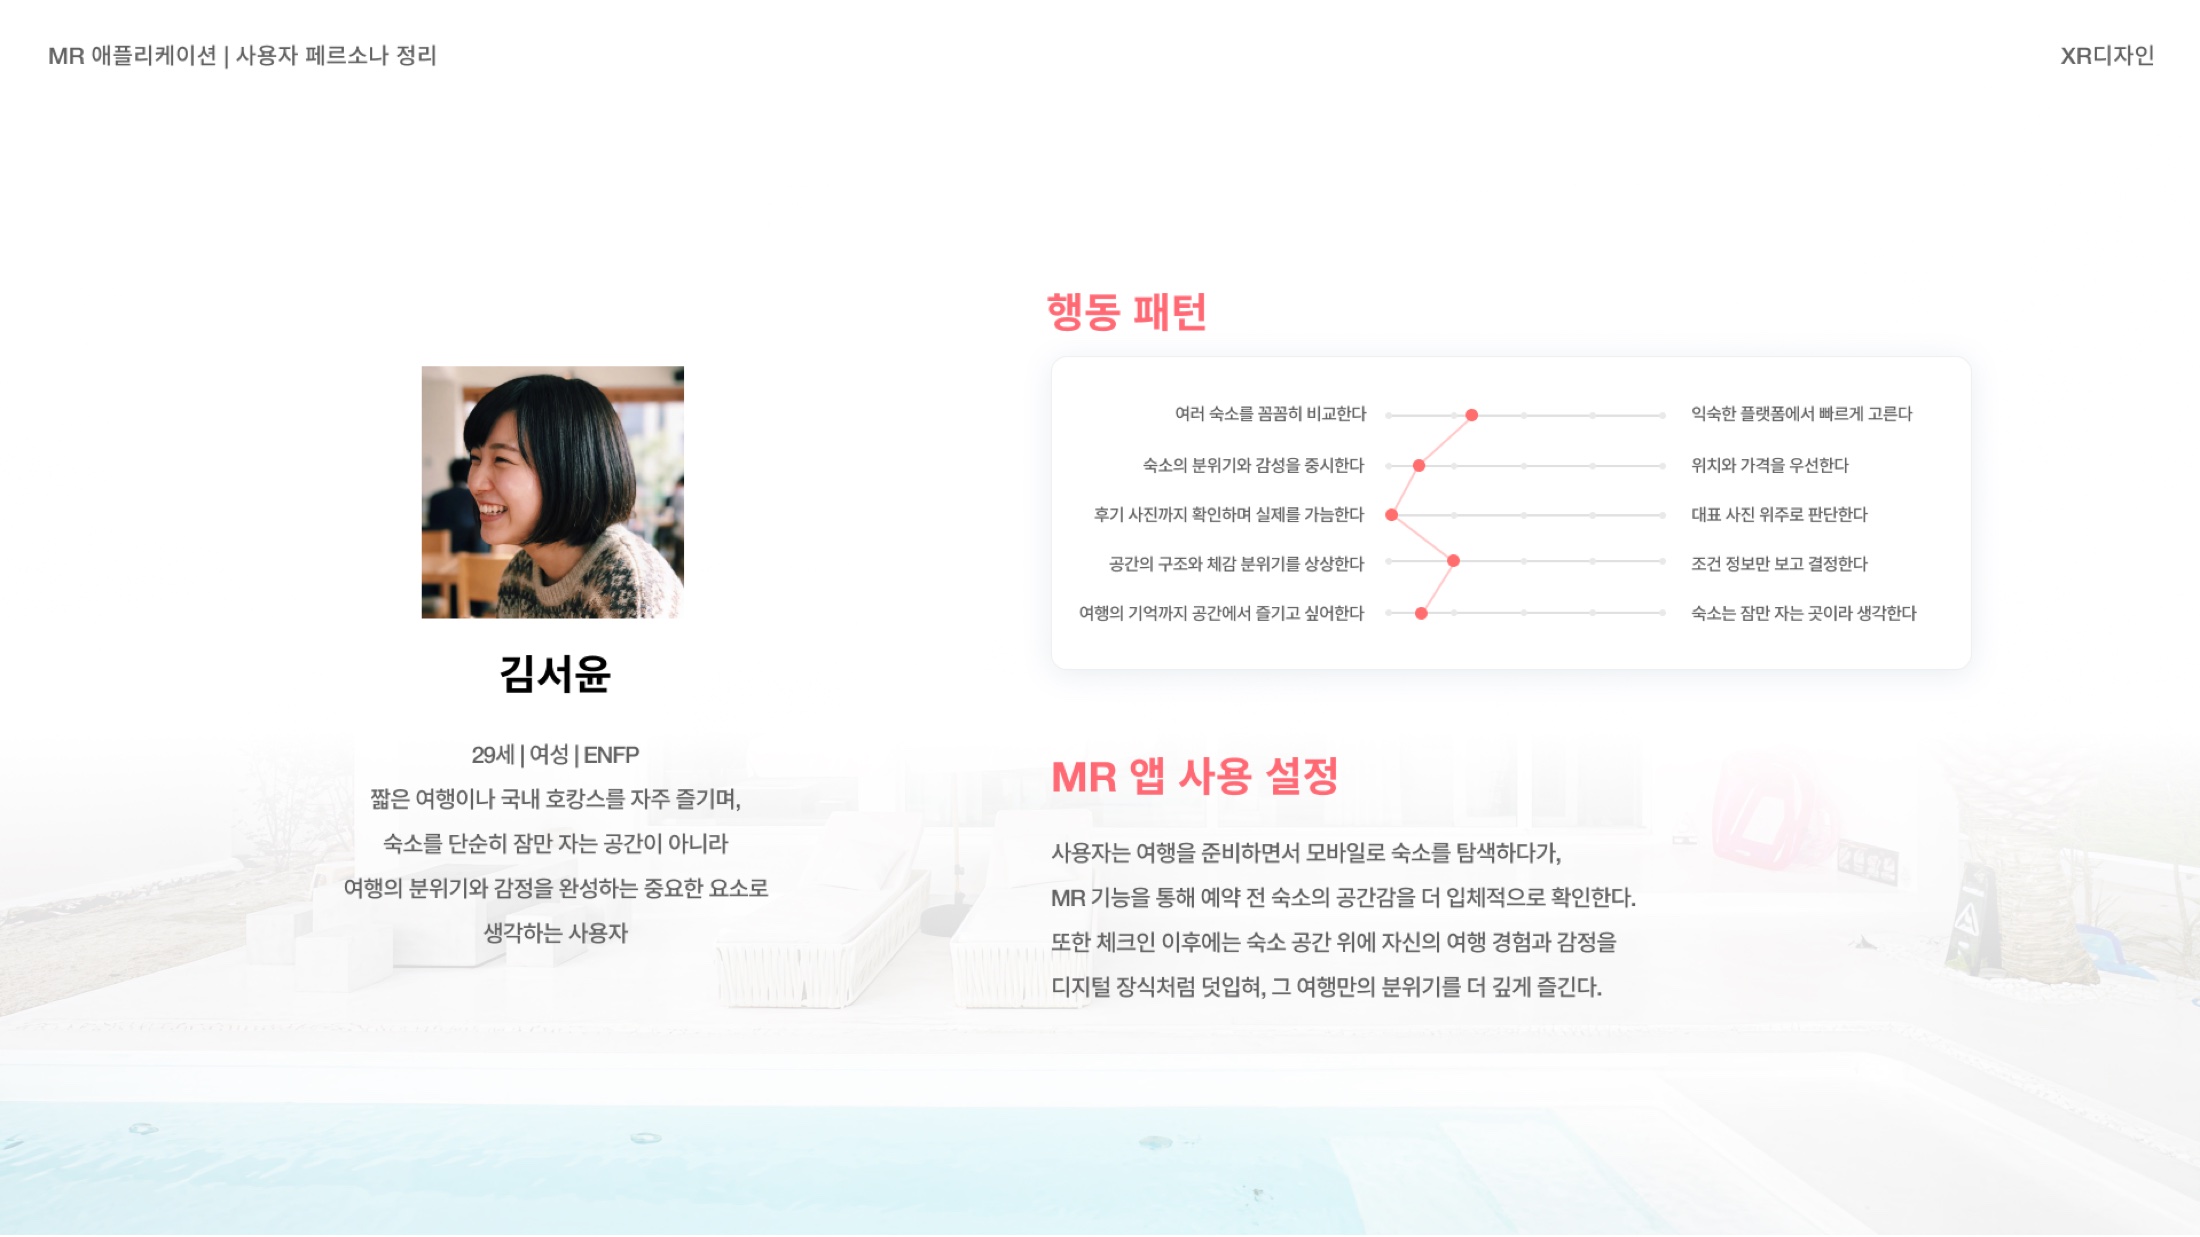 MR 애플리케이션 | 사용자 페르소나 정리
XR디자인
김서윤
29세 | 여성 | ENFP
짧은 여행이나 국내 호캉스를 자주 즐기며,
숙소를 단순히 잠만 자는 공간이 아니라
여행의 분위기와 감정을 완성하는 중요한 요소로
생각하는 사용자
행동 패턴
여러 숙소를 꼼꼼히 비교한다
익숙한 플랫폼에서 빠르게 고른다
숙소의 분위기와 감성을 중시한다
위치와 가격을 우선한다
후기 사진까지 확인하며 실제를 가늠한다
대표 사진 위주로 판단한다
공간의 구조와 체감 분위기를 상상한다
조건 정보만 보고 결정한다
여행의 기억까지 공간에서 즐기고 싶어한다
숙소는 잠만 자는 곳이라 생각한다
MR 앱 사용 설정
사용자는 여행을 준비하면서 모바일로 숙소를 탐색하다가,
MR 기능을 통해 예약 전 숙소의 공간감을 더 입체적으로 확인한다.
또한 체크인 이후에는 숙소 공간 위에 자신의 여행 경험과 감정을
디지털 장식처럼 덧입혀, 그 여행만의 분위기를 더 깊게 즐긴다.